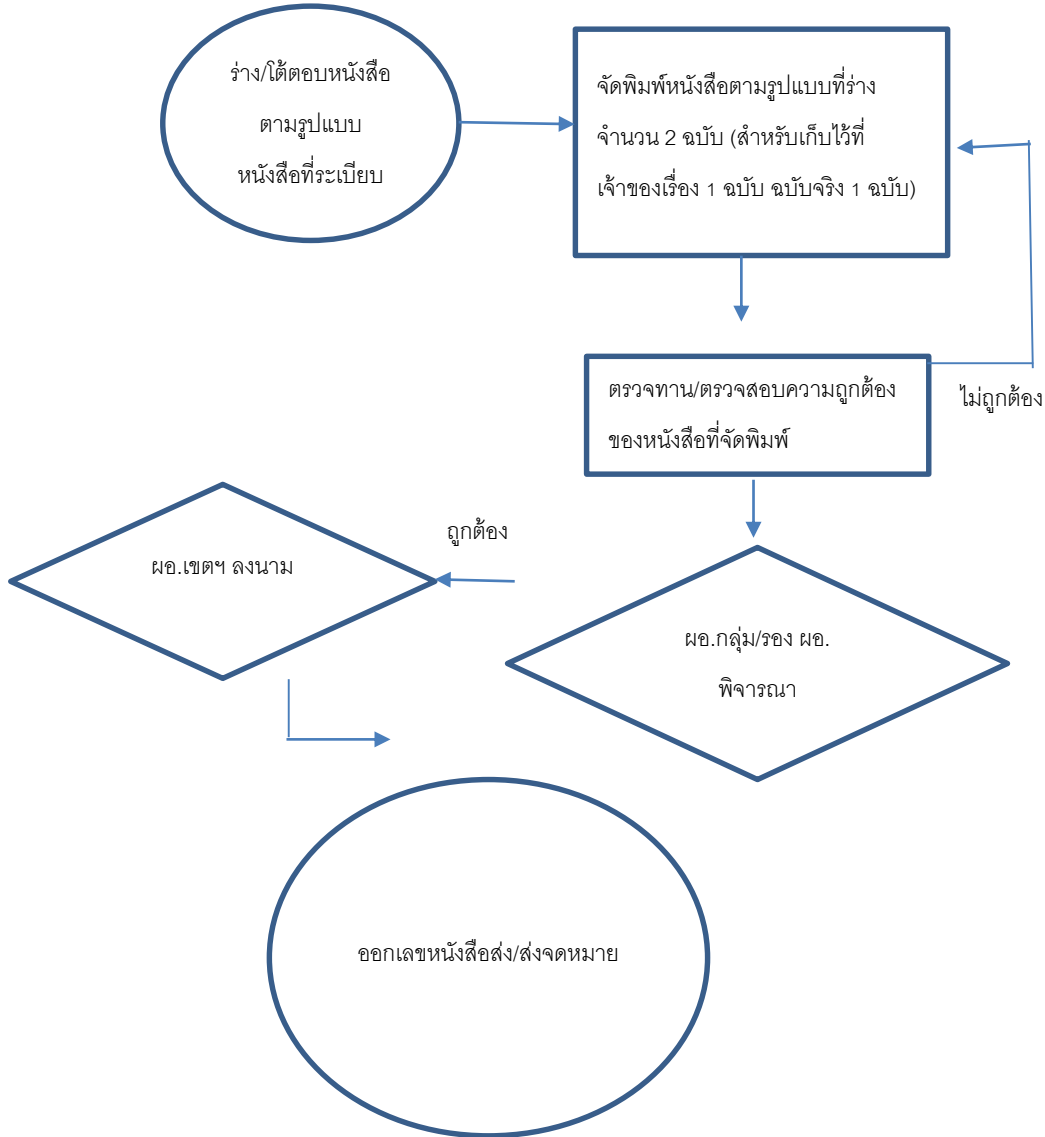 ร่าง/โต้ตอบหนังสือ
ตามรูปแบบ
หนังสือที่ระเบียบ
จัดพิมพ์หนังสือตามรูปแบบที่ร่าง
จำนวน 2 ฉบับ (สำหรับเก็บไว้ที่
เจ้าของเรื่อง 1 ฉบับ ฉบับจริง 1 ฉบับ)
ตรวจทาน/ตรวจสอบความถูกต้อง
ของหนังสือที่จัดพิมพ์
ไม่ถูกต้อง
ถูกต้อง
ผอ.เขตฯ ลงนาม
ผอ.กลุ่ม/รอง ผอ.
พิจารณา
ออกเลขหนังสือส่ง/ส่งจดหมาย